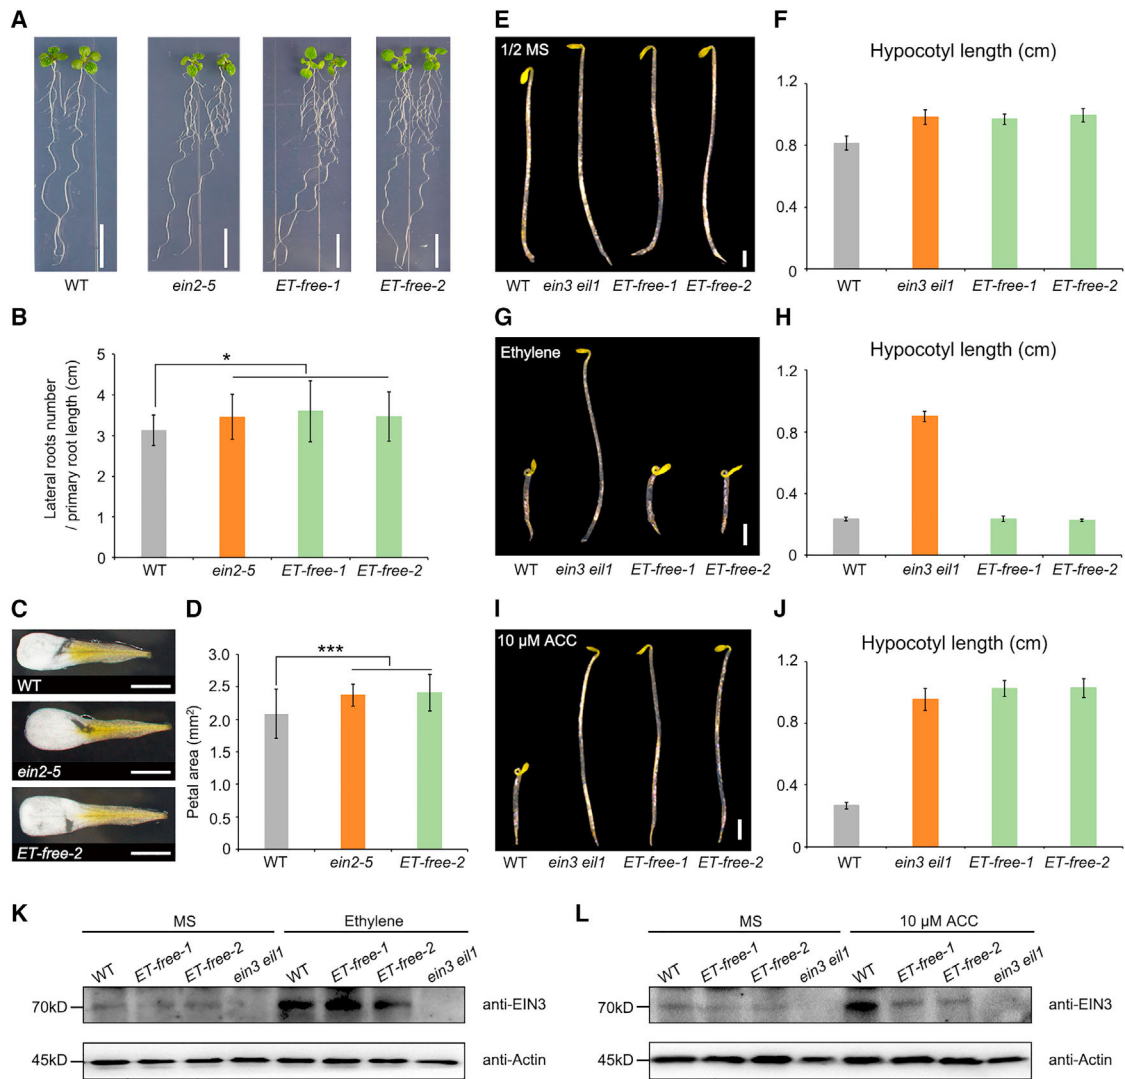 A
WT
ein2-5
ET-free-1
ET-free-2
B
Lateral roots number
/ primary root length (cm)
5
4
3
2
1
0
*
WT
ein2-5
ET-free-1
ET-free-2
C
WT
ein2-5
ET-free-2
D
Petal area (mm²)
3.0
2.5
2.0
1.5
1.0
0.5
0
***
WT
ein2-5
ET-free-2
E
1/2 MS
WT
ein3 eil1
ET-free-1
ET-free-2
F
Hypocotyl length (cm)
1.2
0.8
0.4
0
WT
ein3 eil1
ET-free-1
ET-free-2
G
Ethylene
WT
ein3 eil1
ET-free-1
ET-free-2
H
Hypocotyl length (cm)
1.2
0.8
0.4
0
WT
ein3 eil1
ET-free-1
ET-free-2
I
10 μM ACC
WT
ein3 eil1
ET-free-1
ET-free-2
J
Hypocotyl length (cm)
1.2
0.8
0.4
0
WT
ein3 eil1
ET-free-1
ET-free-2
K
MS
Ethylene
WT
ET-free-1
ET-free-2
ein3 eil1
WT
ET-free-1
ET-free-2
ein3 eil1
70kD
anti-EIN3
45kD
anti-Actin
L
MS
10 μM ACC
WT
ET-free-1
ET-free-2
ein3 eil1
WT
ET-free-1
ET-free-2
ein3 eil1
70kD
anti-EIN3
45kD
anti-Actin